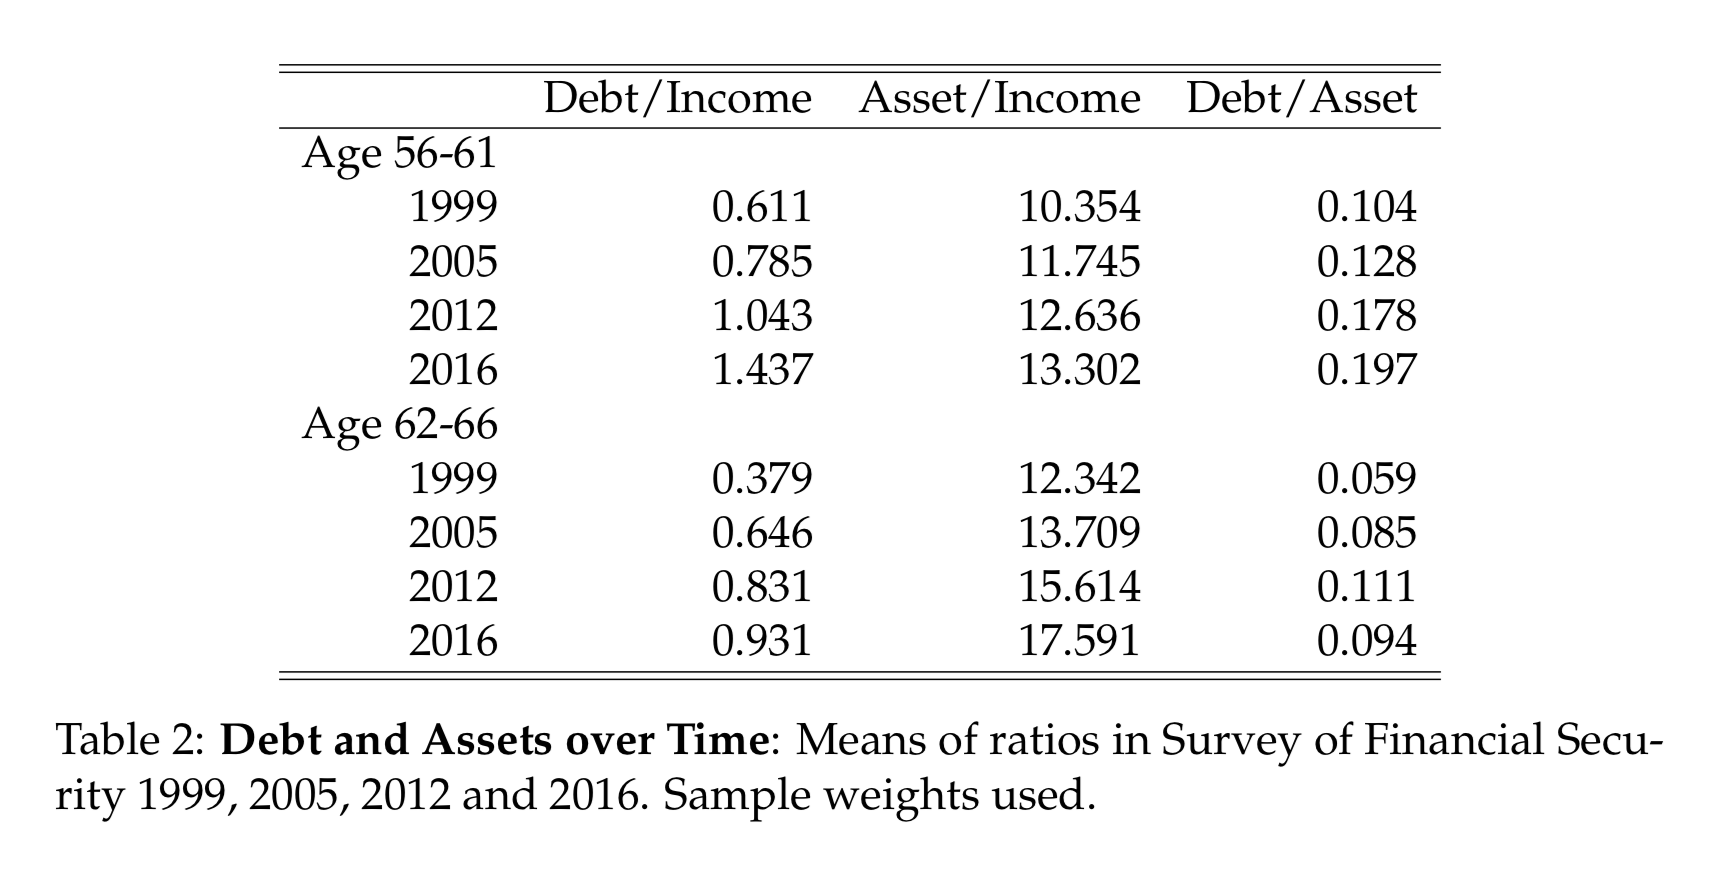 Debt/Income Asset/Income Debt/Asset
Age 56-61
1999 0.611 10.354 0.104
2005 0.785 11.745 0.128
2012 1.043 12.636 0.178
2016 1.437 13.302 0.197
Age 62-66
1999 0.379 12.342 0.059
2005 0.646 13.709 0.085
2012 0.831 15.614 0.111
2016 0.931 17.591 0.094
Table 2: Debt and Assets over Time: Means of ratios in Survey of Financial Secu-
rity 1999, 2005, 2012 and 2016. Sample weights used.